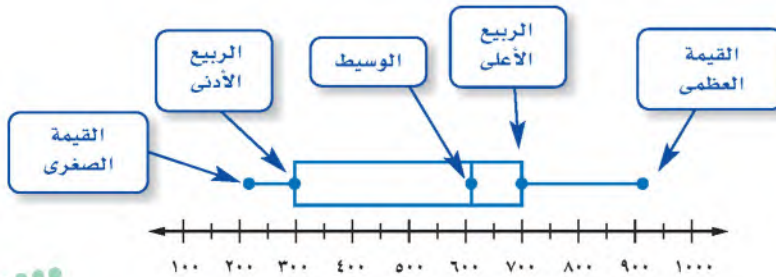 القيمة
العظمى
الربيع
الأعلى
الوسيط
الربيع
الأدنى
القيمة
الصغرى
١٠٠ ٢٠٠ ٣٠٠ ٤٠٠ ٥٠٠ ٦٠٠ ٧٠٠ ٨٠٠ ٩٠٠ ١٠٠٠